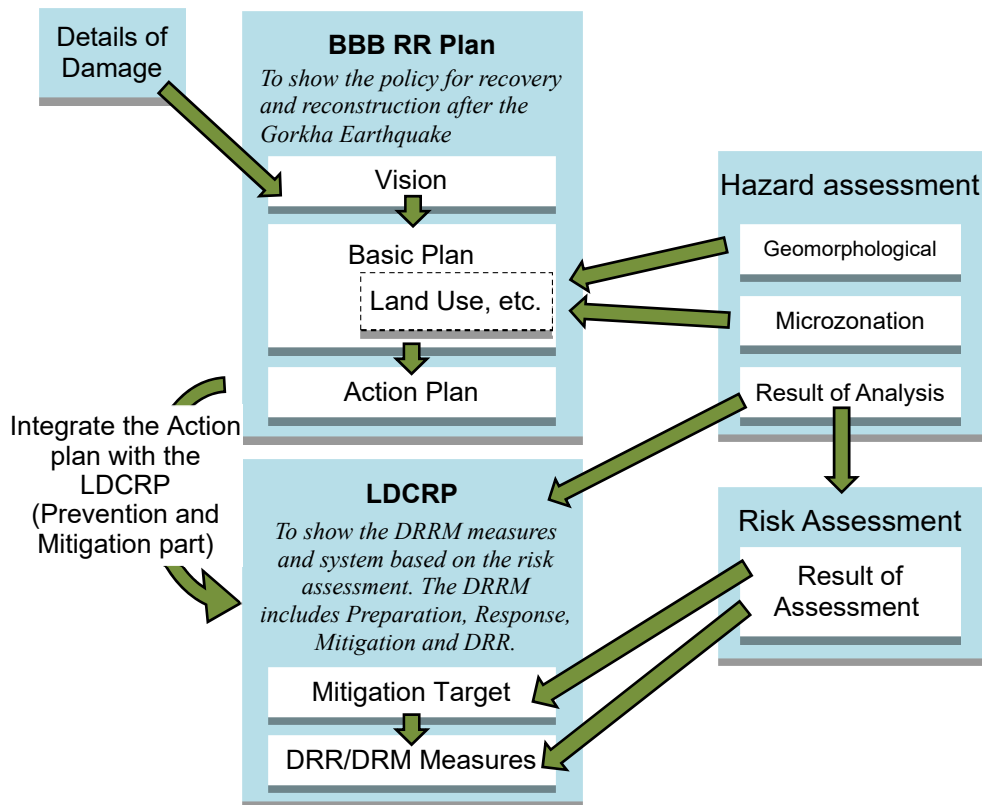 Details of
Damage
BBB RR Plan
To show the policy for recovery
and reconstruction after the
Gorkha Earthquake
Vision
Basic Plan
Land Use, etc.
Action Plan
Hazard assessment
Geomorphological
Microzonation
Result of Analysis
Integrate the Action
plan with the
LDCRP
(Prevention and
Mitigation part)
LDCRP
To show the DRRM measures
and system based on the risk
assessment. The DRRM
includes Preparation, Response,
Mitigation and DRR.
Mitigation Target
DRR/DRM Measures
Risk Assessment
Result of
Assessment